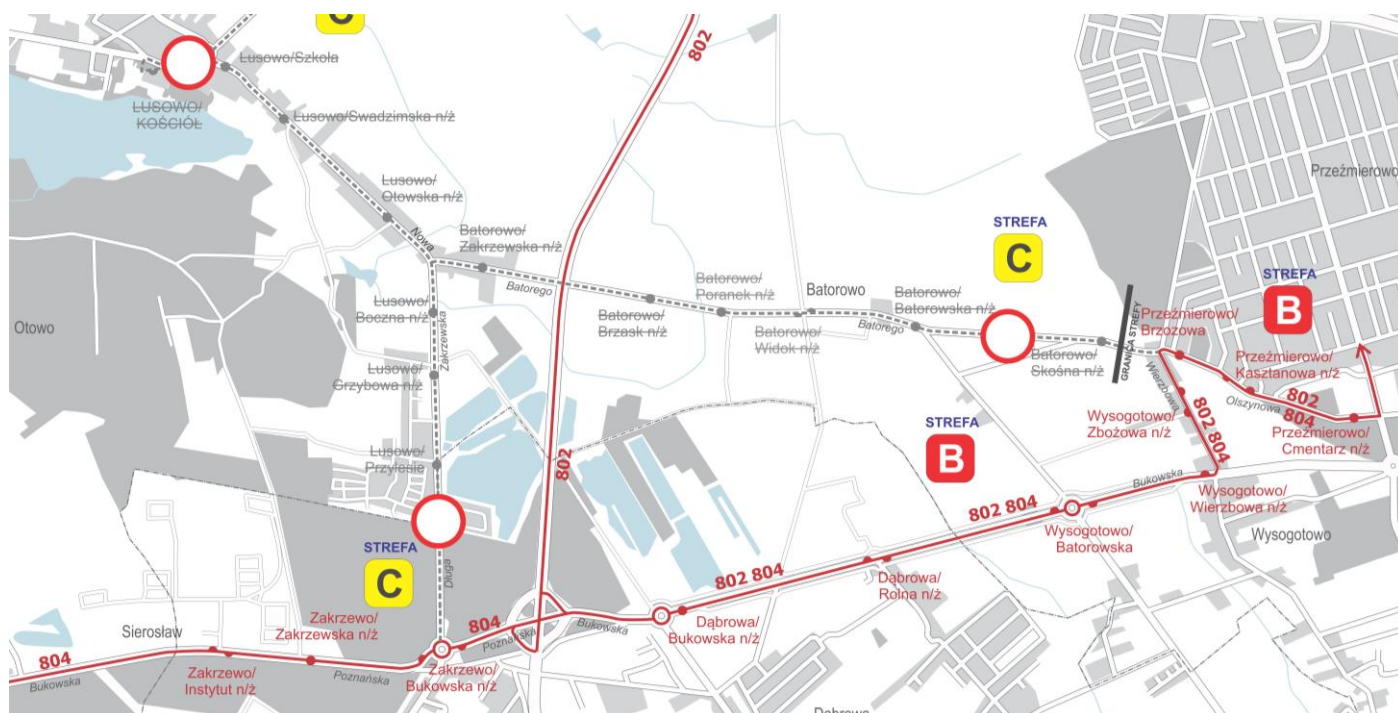 C
802
Lusowo/Szkoła
LUSOWO/
KOŚCIÓŁ
Lusowo/Swadzimska n/ż
Przeźmierowo
Lusowo/
Otowska n/ż
Nowa
Batorowo/
Zakrzewska n/ż
STREFA
C
STREFA
B
Batorego
Batorowo/
Poranek n/ż
Batorowo
Batorowo/
Batorowska n/ż
Lusowo/
Boczna n/ż
Zakrzewska
Batorowo/
Brzask n/ż
Batorowo/
Widok n/ż
Batorego
Batorowo/
Skośna n/ż
GRANICA STREFY
Przeźmierowo/
Brzozowa
Otowo
Lusowo/
Grzybowa n/ż
Wierzbowa
Przeźmierowo/
Kasztanowa n/ż
802
804
Olszynowa
802 804
Wysogotowo/
Zbożowa n/ż
Przeźmierowo/
Cmentarz n/ż
Lusowo/
Przylesie
802
STREFA
B
Bukowska
Wysogotowo/
Wierzbowa n/ż
802 804
Wysogotowo/
Batorowska
Wysogotowo
STREFA
C
Długa
802 804
Dąbrowa/
Rolna n/ż
Zakrzewo/
Zakrzewska n/ż
804
Poznańska
Bukowska
Dąbrowa/
Bukowska n/ż
Sierosław
804
Bukowska
Zakrzewo/
Instytut n/ż
Poznańska
Zakrzewo/
Bukowska n/ż
Dąbrowa